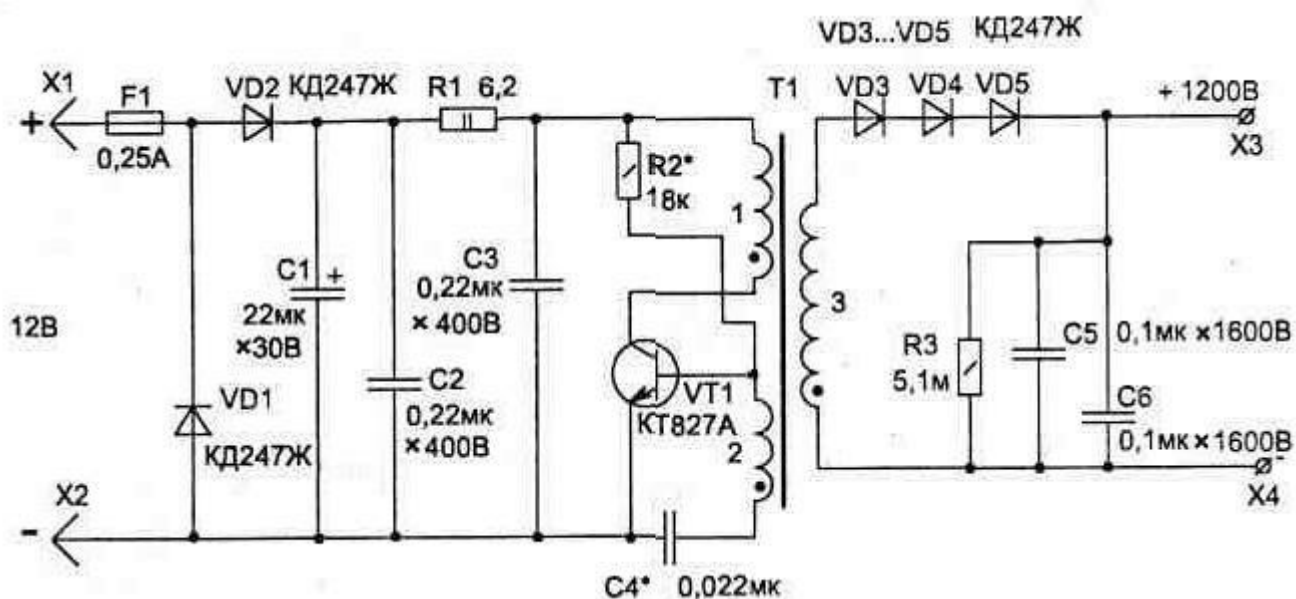 VD3...VD5 КД247Ж
X1
F1
VD2 КД247Ж
R1 6,2
T1
VD3
VD4
VD5
+ 1200В
X3
+
0,25А
R2*
18к
1
C1 +
22мк
×30В
C3
0,22мк
×400В
3
12В
C5
0,1мк ×1600В
R3
5,1м
VD1
КД247Ж
C2
0,22мк
×400В
VT1
КТ827А
2
C6
0,1мк ×1600В
X2
-
-
X4
C4* 0,022мк